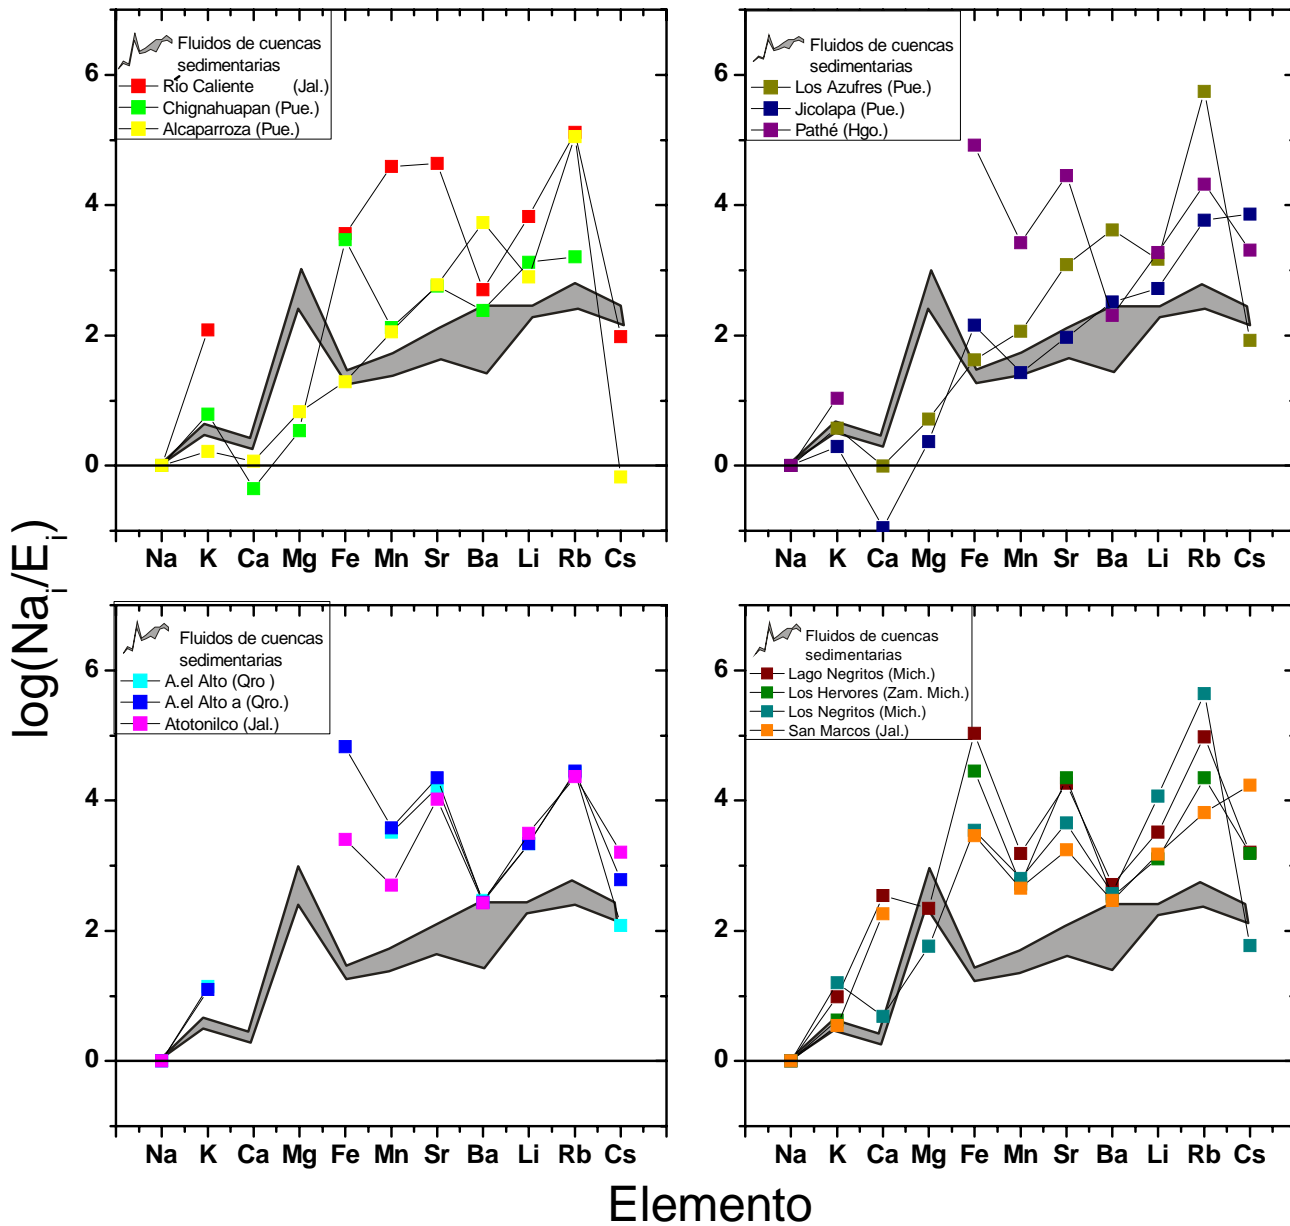 Fluidos de cuencas
sedimentarias
Río Caliente (Jal.)
Chignahuapan (Pue.)
Alcaparroza (Pue.)
6
4
2
0
Na K Ca Mg Fe Mn Sr Ba Li Rb Cs
Fluidos de cuencas
sedimentarias
Los Azufres (Pue.)
Jicolapa (Pue.)
Pathé (Hgo.)
6
4
2
0
Na K Ca Mg Fe Mn Sr Ba Li Rb Cs
log(Na_i/E_i)
Fluidos de cuencas
sedimentarias
A.el Alto (Qro )
A.el Alto a (Qro.)
Atotonilco (Jal.)
6
4
2
0
Na K Ca Mg Fe Mn Sr Ba Li Rb Cs
Fluidos de cuencas
sedimentarias
Lago Negritos (Mich.)
Los Hervores (Zam. Mich.)
Los Negritos (Mich.)
San Marcos (Jal.)
6
4
2
0
Na K Ca Mg Fe Mn Sr Ba Li Rb Cs
Elemento